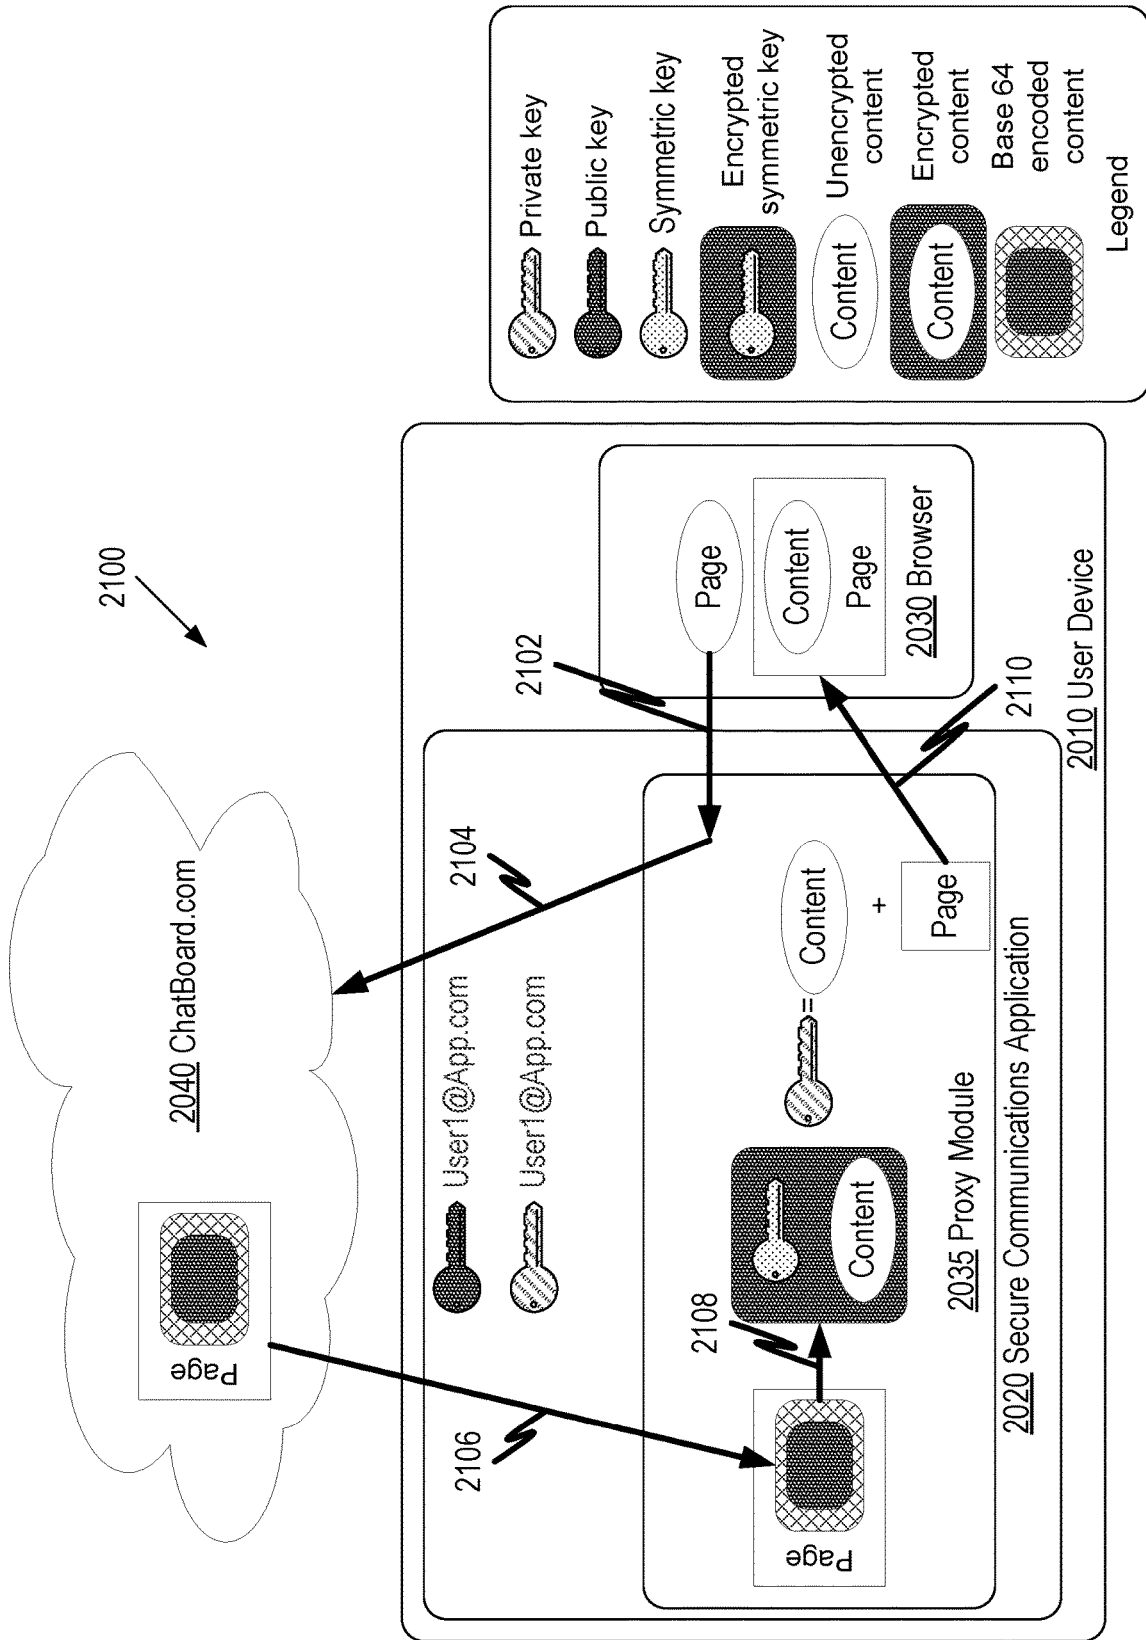 2100
2040 ChatBoard.com
Page
2106
2104
User1@App.com
User1@App.com
2102
Page
2108
Content
=
Content
+
Page
2035 Proxy Module
2020 Secure Communications Application
Page
Content
Page
2030 Browser
2110
2010 User Device
Private key
Public key
Symmetric key
Encrypted
symmetric key
Content
Unencrypted
content
Content
Encrypted
content
Base 64
encoded
content
Legend